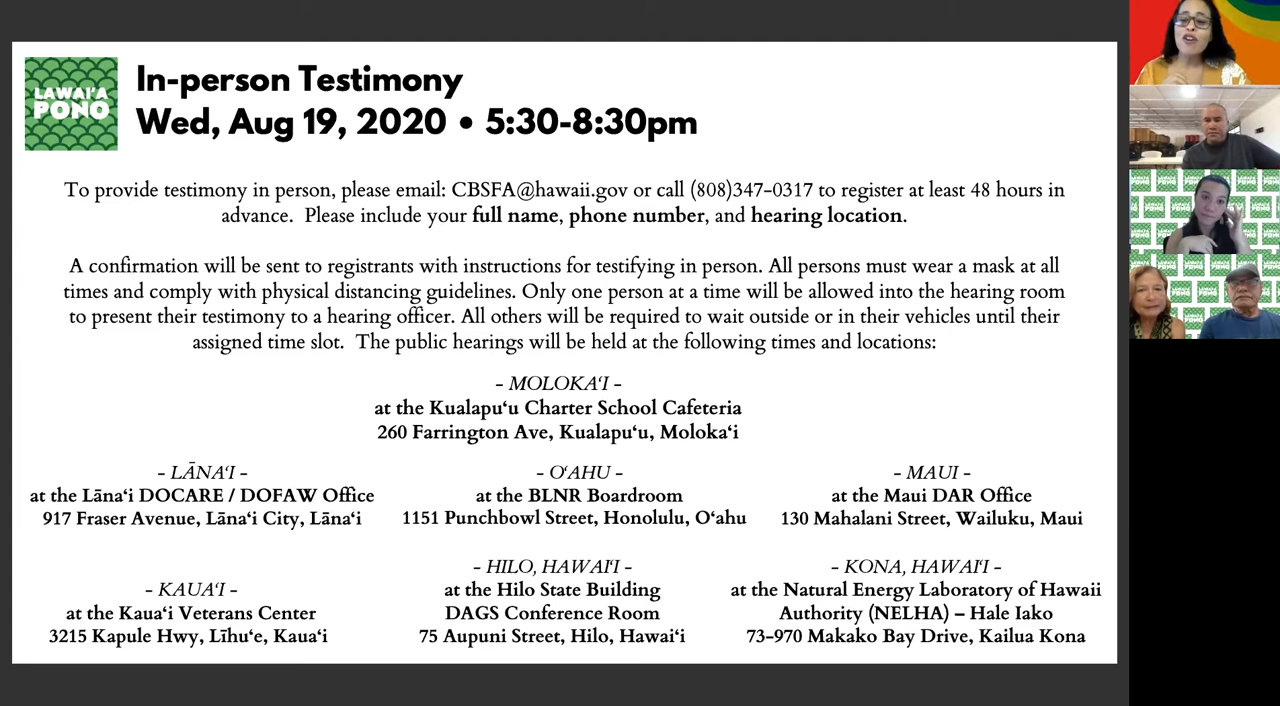 LAWAI'A
PONO
In-person Testimony
Wed, Aug 19, 2020 • 5:30-8:30pm
To provide testimony in person, please email: CBSFA@hawaii.gov or call (808)347-0317 to register at least 48 hours in
advance. Please include your full name, phone number, and hearing location.
A confirmation will be sent to registrants with instructions for testifying in person. All persons must wear a mask at all
times and comply with physical distancing guidelines. Only one person at a time will be allowed into the hearing room
to present their testimony to a hearing officer. All others will be required to wait outside or in their vehicles until their
assigned time slot. The public hearings will be held at the following times and locations:
- MOLOKAʻI -
at the Kualapuʻu Charter School Cafeteria
260 Farrington Ave, Kualapuʻu, Molokaʻi
- LĀNAʻI -
at the Lānaʻi DOCARE / DOFAW Office
917 Fraser Avenue, Lānaʻi City, Lānaʻi
- OʻAHU -
at the BLNR Boardroom
1151 Punchbowl Street, Honolulu, Oʻahu
- MAUI -
at the Maui DAR Office
130 Mahalani Street, Wailuku, Maui
- KAUAʻI -
at the Kauaʻi Veterans Center
3215 Kapule Hwy, Līhuʻe, Kauaʻi
- HILO, HAWAIʻI -
at the Hilo State Building
DAGS Conference Room
75 Aupuni Street, Hilo, Hawaiʻi
- KONA, HAWAIʻI -
at the Natural Energy Laboratory of Hawaii
Authority (NELHA) – Hale Iako
73-970 Makako Bay Drive, Kailua Kona